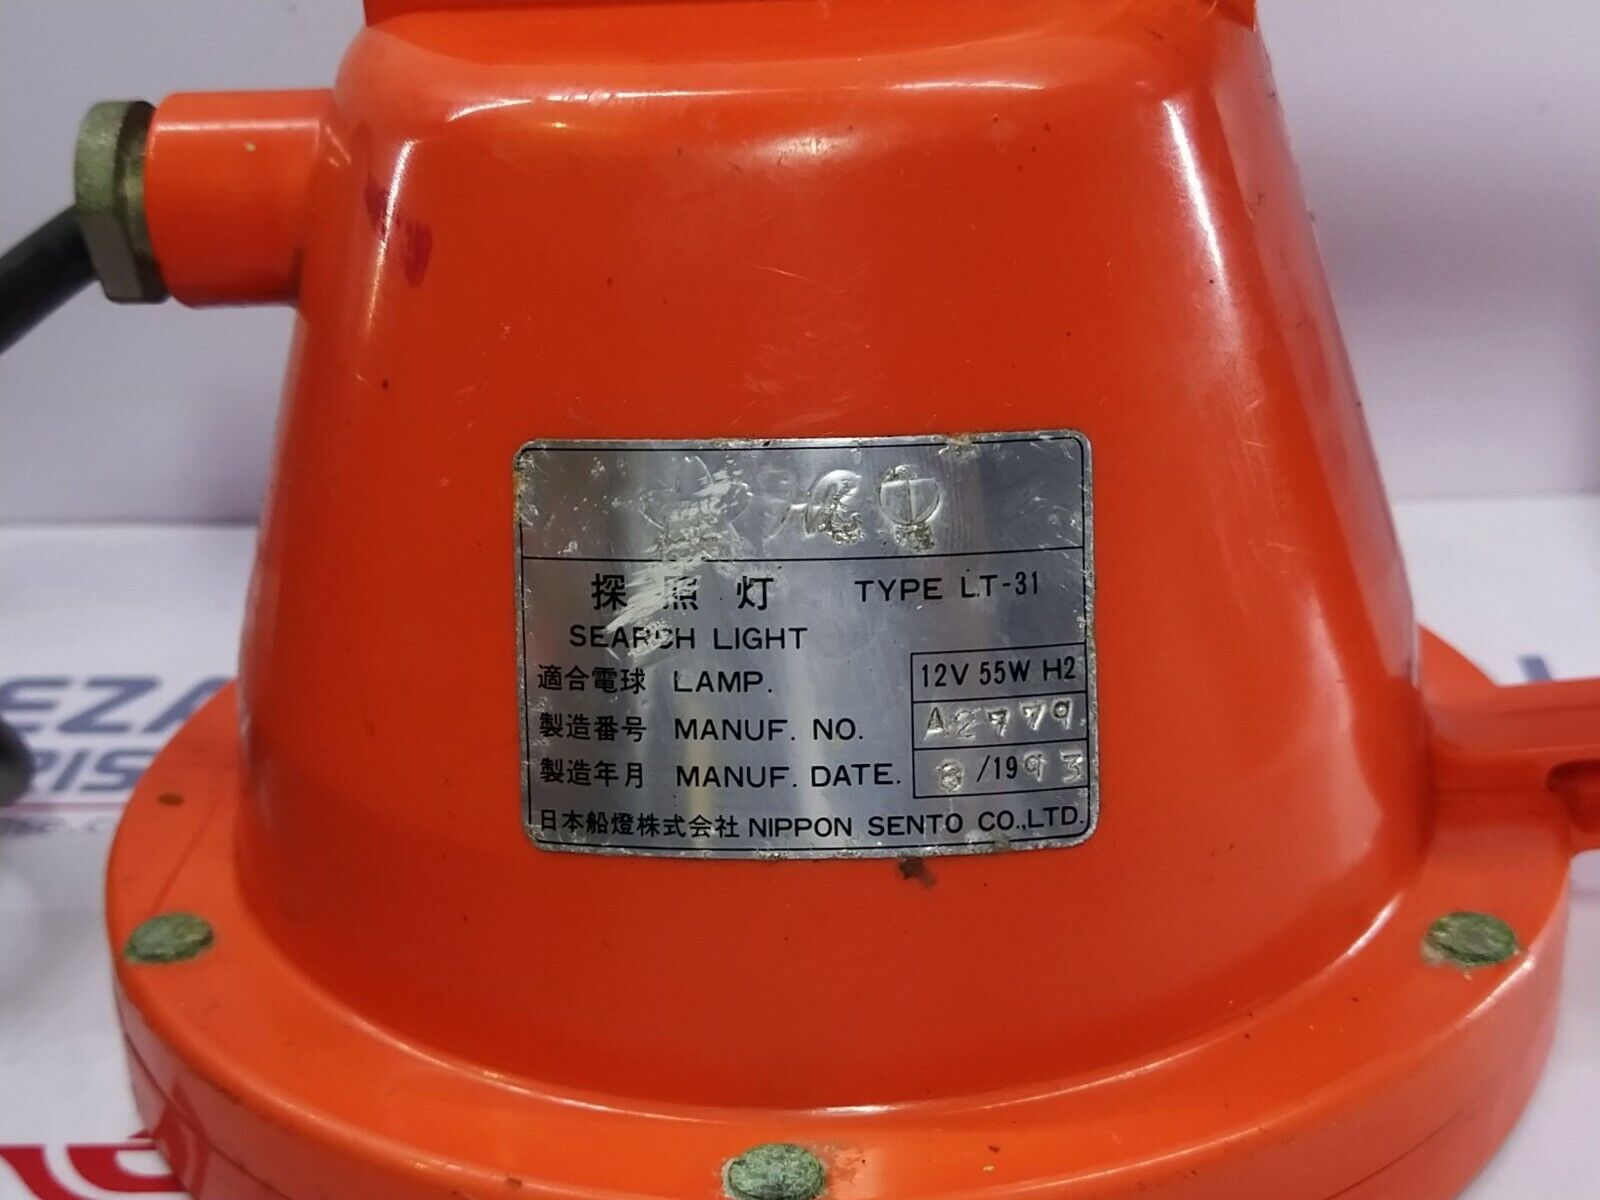 探照灯 TYPE LT-31
SEARCH LIGHT
適合電球 LAMP. 12V 55W H2
製造番号 MANUF. NO. A2779
製造年月 MANUF. DATE. 8/1993
日本船燈株式会社 NIPPON SENTO CO.,LTD.